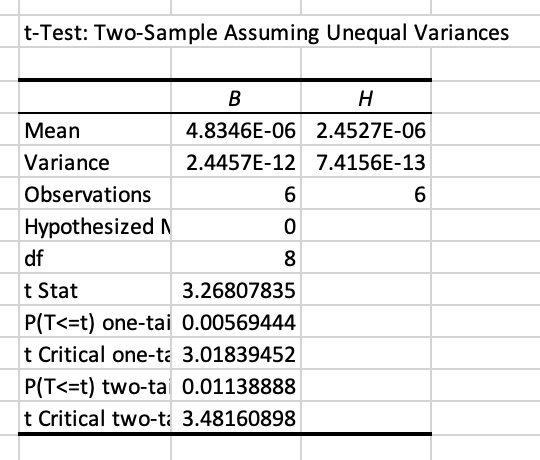 t-Test: Two-Sample Assuming Unequal Variances
B H
Mean 4.8346E-06 2.4527E-06
Variance 2.4457E-12 7.4156E-13
Observations 6 6
Hypothesized 0
df 8
t Stat 3.26807835
P(T<=t) one-tai 0.00569444
t Critical one-ta 3.01839452
P(T<=t) two-tai 0.01138888
t Critical two-ta 3.48160898